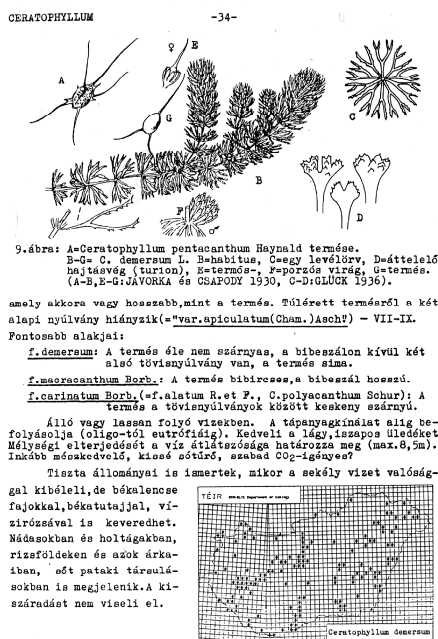 CERATOPHYLLUM
-34-
♀
E
A
G
B
C
F
♂
D
9.ábra: A=Ceratophyllum pentacanthum Haynald termése.
B-G= C. demersum L. B=habitus, C=egy levélörv, D=áttelelő
hajtásvég (turion), E=termős-, F=porzós virág, G=termés.
(A-B,E-G:JÁVORKA és CSAPODY 1930, C-D:GLÜCK 1936).
amely akkora vagy hosszabb,mint a termés. Túlérett termésről a két
alapi nyúlvány hiányzik(="var.apiculatum(Cham.)Asch") - VII-IX.
Fontosabb alakjai:
f.demersum: A termés éle nem szárnyas, a bibeszálon kívül két
alsó tövisnyúlvány van, a termés sima.
f.macracanthum Borb.: A termés bibircses,a bibeszál hosszú.
f.carinatum Borb.(=f.alatum R.et F., C.polyacanthum Schur): A
termés a tövisnyúlványok között keskeny szárnyú.
Álló vagy lassan folyó vizekben. A tápanyagkínálat alig be-
folyásolja (oligo-tól eutrófiáig). Kedveli a lágy,iszapos üledéket
Mélységi elterjedését a víz átlátszósága határozza meg (max.8,5m).
Inkább mészkedvelő, kissé sótűrő, szabad CO2-igényes?
Tiszta állományai is ismertek, mikor a sekély vizet valóság-
gal kibéleli,de békalencse
fajokkal,békatutajjal, ví-
zirózsával is keveredhet.
Nádasokban és holtágakban,
rizsföldeken és azok árka-
iban, sőt pataki társulá-
sokban is megjelenik.A ki-
száradást nem viseli el.
TÉIR
Department of
Ceratophyllum demersum